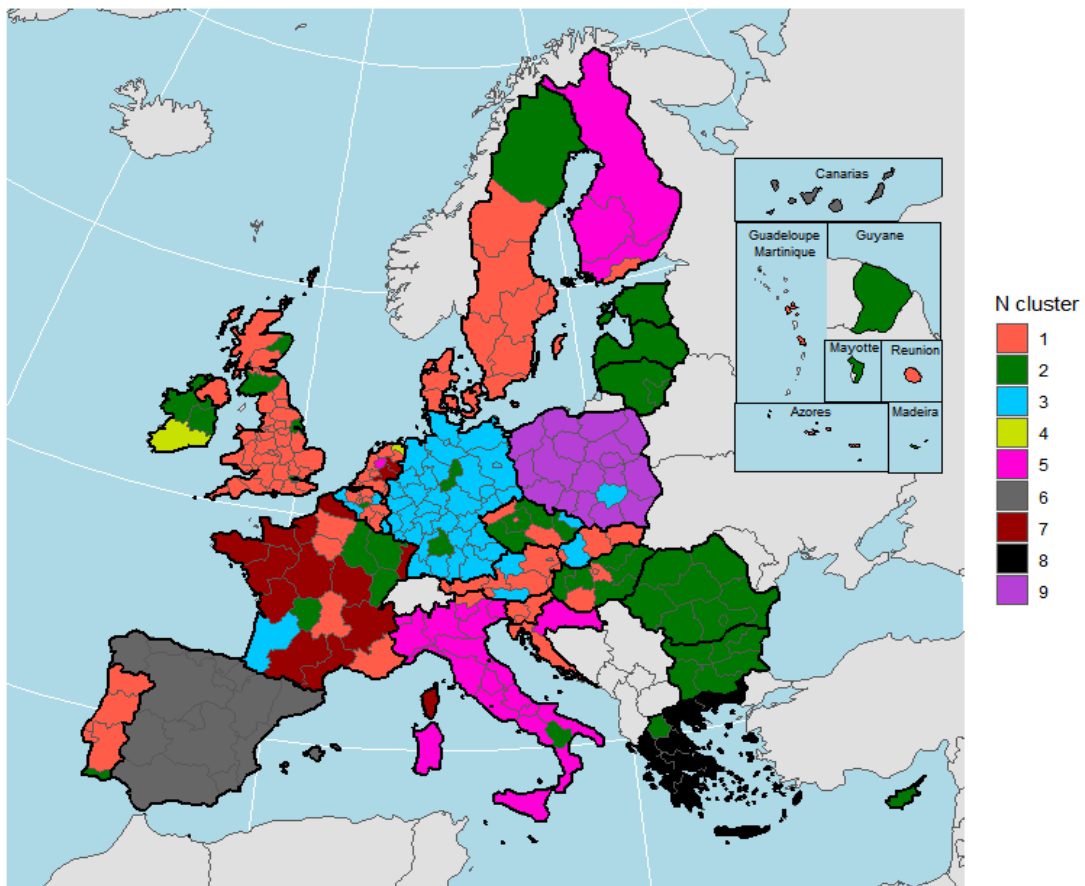 Canarias
Guadeloupe
Martinique
Guyane
Mayotte
Reunion
Azores
Madeira
N cluster
1
2
3
4
5
6
7
8
9